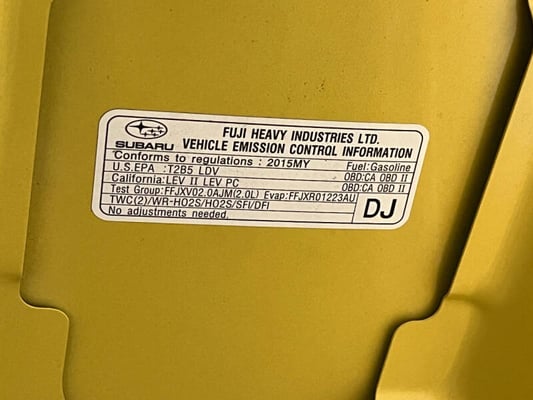 SUBARU
FUJI HEAVY INDUSTRIES LTD.
VEHICLE EMISSION CONTROL INFORMATION
Conforms to regulations : 2015MY Fuel:Gasoline
U.S.EPA :T2B5 LDV OBD:CA OBD II
California:LEV II LEV PC OBD:CA OBD II
Test Group:FFJXV02.0AJM(2.0L) Evap:FFJXR01223AU
TWC(2)/WR-HO2S/HO2S/SFI/DFI
No adjustments needed.
DJ